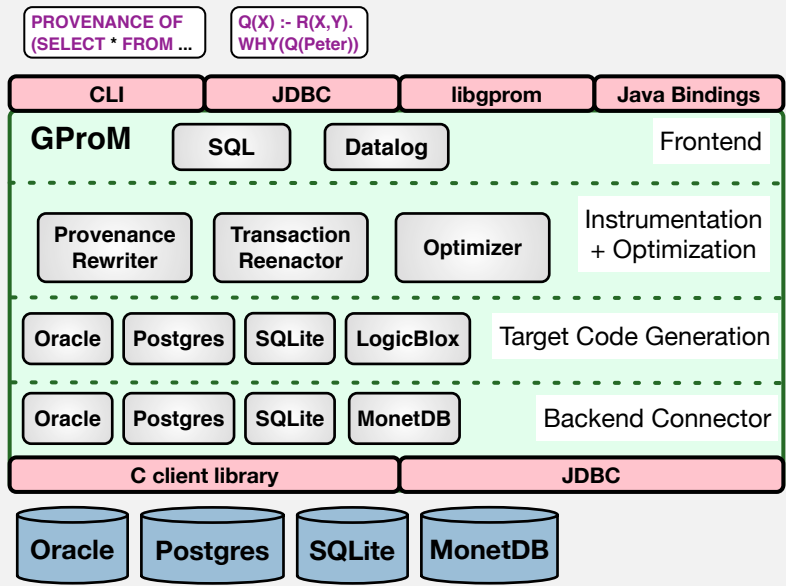 PROVENANCE OF
(SELECT * FROM ...
Q(X) :- R(X,Y).
WHY(Q(Peter))
CLI
JDBC
libgprom
Java Bindings
GProM
SQL
Datalog
Frontend
Provenance
Rewriter
Transaction
Reenactor
Optimizer
Instrumentation
+ Optimization
Oracle
Postgres
SQLite
LogicBlox
Target Code Generation
Oracle
Postgres
SQLite
MonetDB
Backend Connector
C client library
JDBC
Oracle
Postgres
SQLite
MonetDB